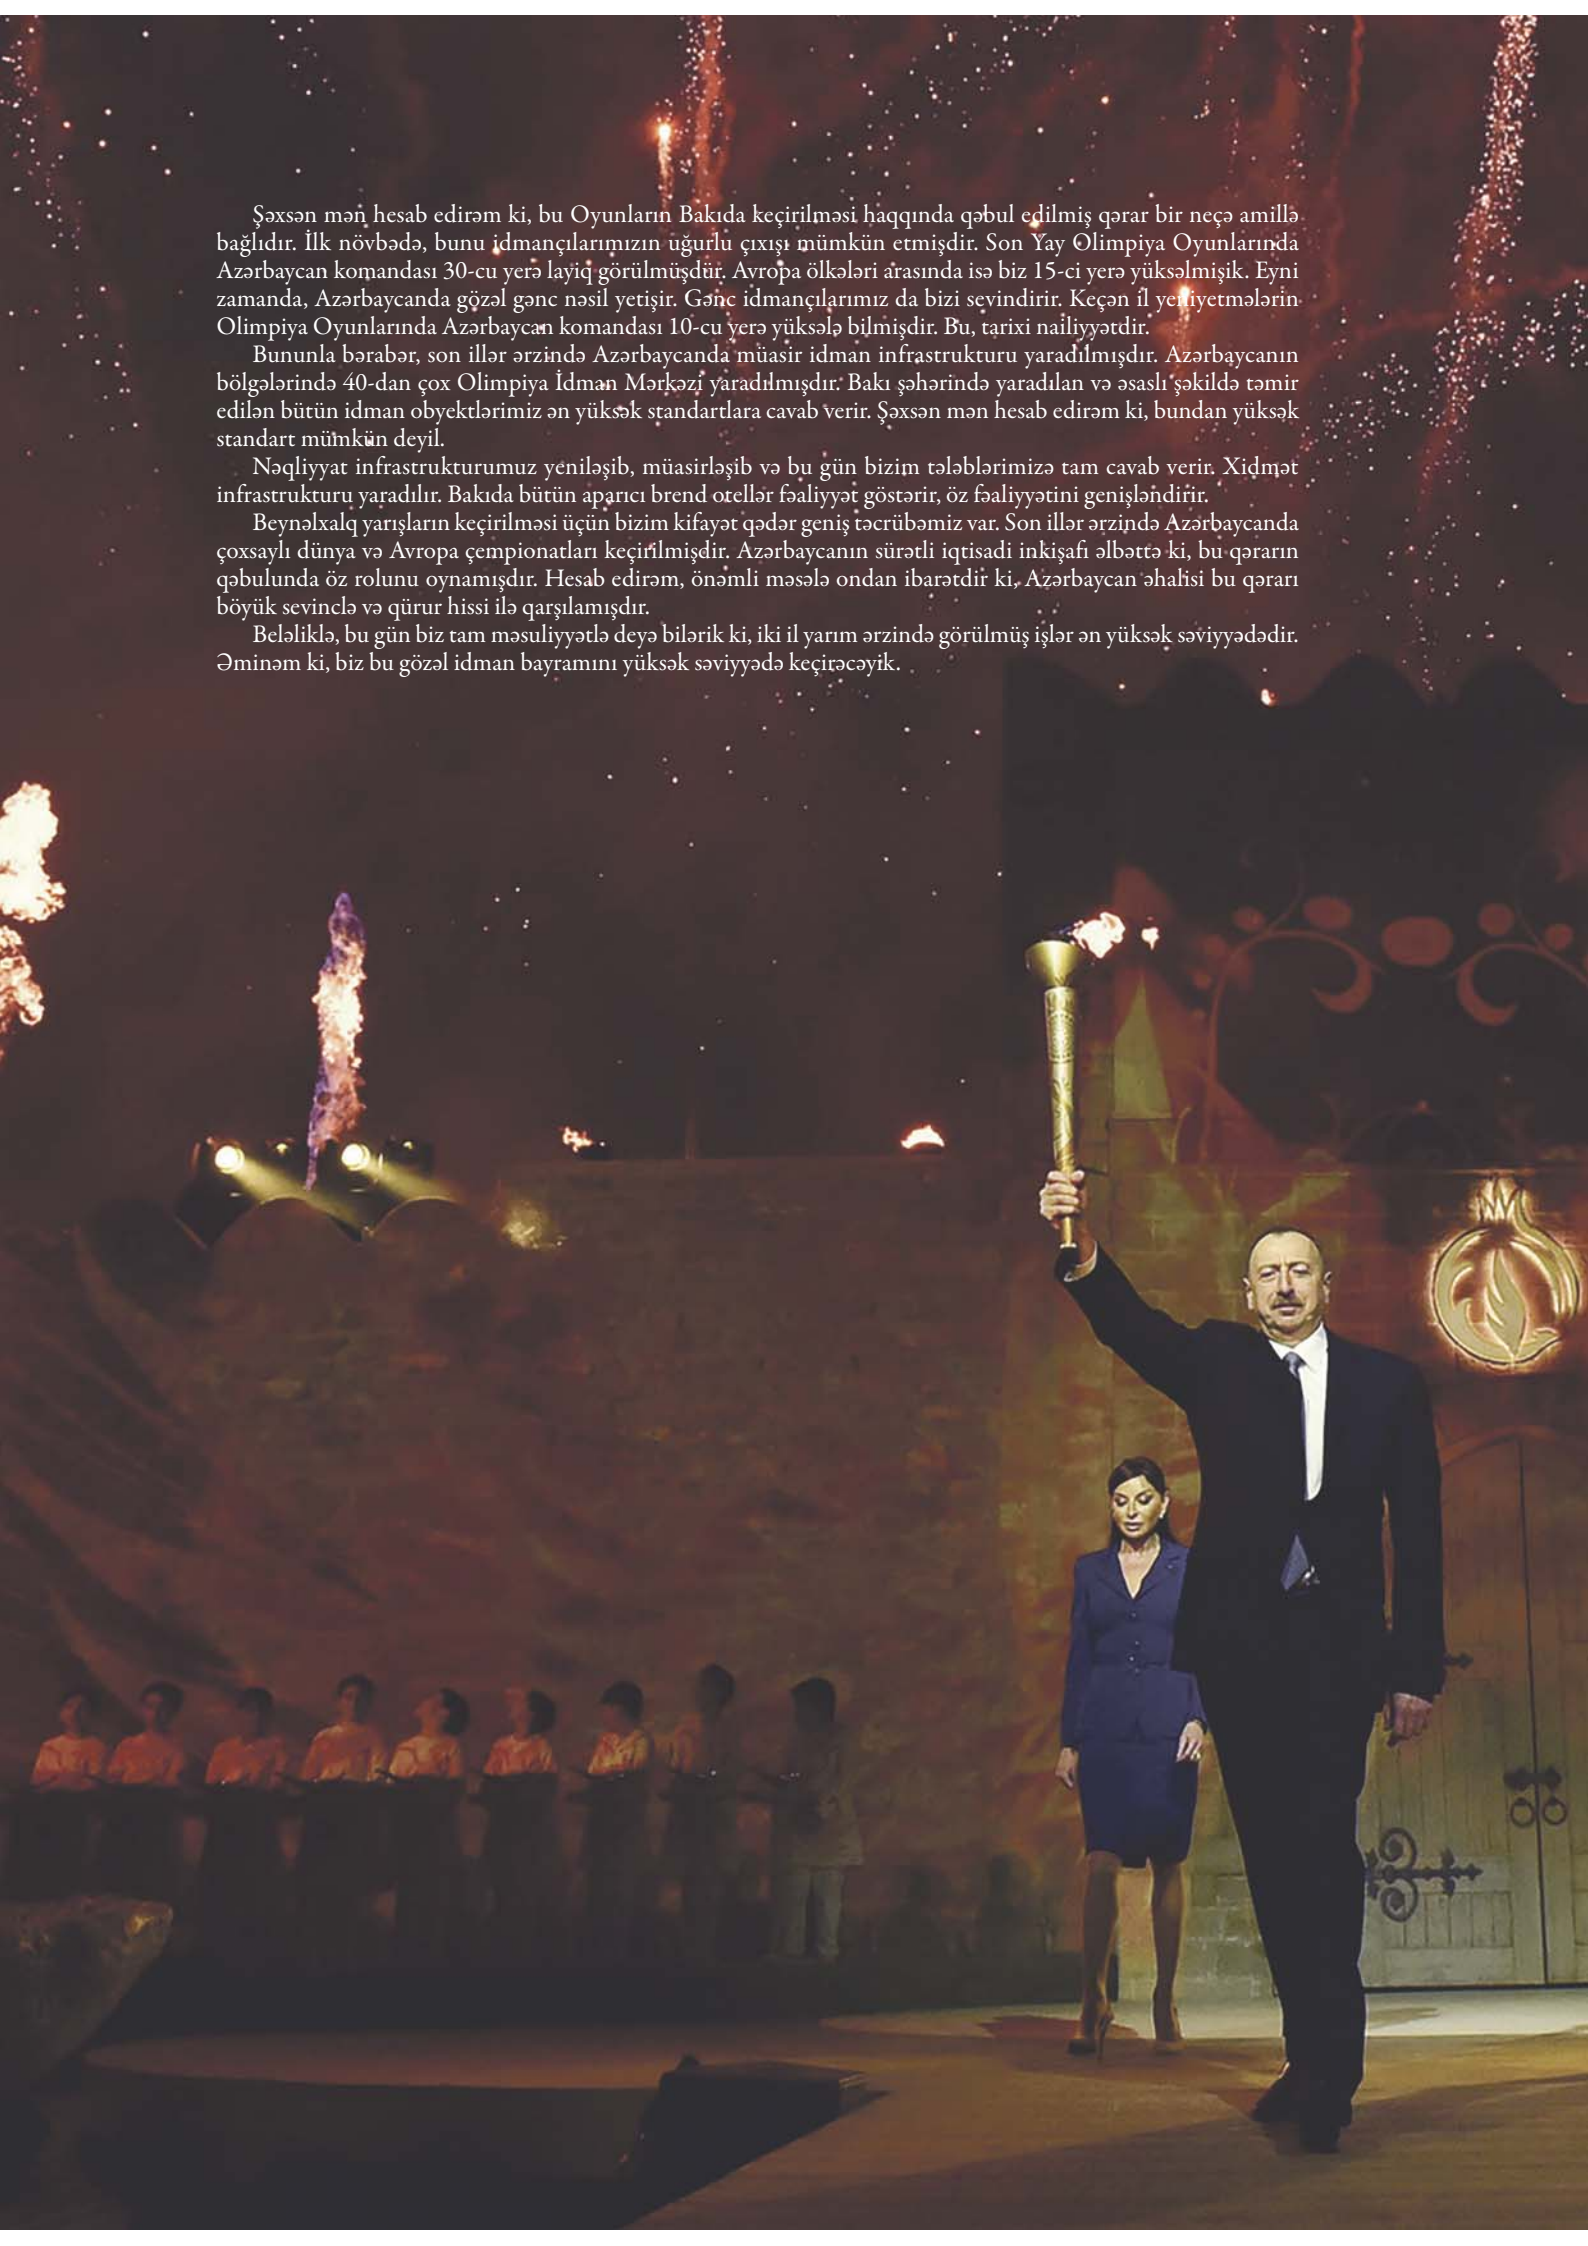 Şəxsən mən hesab edirəm ki, bu Oyunların Bakıda keçirilməsi haqqında qəbul edilmiş qərar bir neçə amillə
bağlıdır. İlk növbədə, bunu idmançılarımızın uğurlu çıxışı mümkün etmişdir. Son Yay Olimpiya Oyunlarında
Azərbaycan komandası 30-cu yerə layiq görülmüşdür. Avropa ölkələri arasında isə biz 15-ci yerə yüksəlmişik. Eyni
zamanda, Azərbaycanda gözəl gənc nəsil yetişir. Gənc idmançılarımız da bizi sevindirir. Keçən il yeniyetmələrin
Olimpiya Oyunlarında Azərbaycan komandası 10-cu yerə yüksələ bilmişdir. Bu, tarixi nailiyyətdir.
Bununla bərabər, son illər ərzində Azərbaycanda müasir idman infrastrukturu yaradılmışdır. Azərbaycanın
bölgələrində 40-dan çox Olimpiya İdman Mərkəzi yaradılmışdır. Bakı şəhərində yaradılan və əsaslı şəkildə təmir
edilən bütün idman obyektlərimiz ən yüksək standartlara cavab verir. Şəxsən mən hesab edirəm ki, bundan yüksək
standart mümkün deyil.
Nəqliyyat infrastrukturumuz yeniləşib, müasirləşib və bu gün bizim tələblərimizə tam cavab verir. Xidmət
infrastrukturu yaradılır. Bakıda bütün aparıcı brend otellər fəaliyyət göstərir, öz fəaliyyətini genişləndirir.
Beynəlxalq yarışların keçirilməsi üçün bizim kifayət qədər geniş təcrübəmiz var. Son illər ərzində Azərbaycanda
çoxsaylı dünya və Avropa çempionatları keçirilmişdir. Azərbaycanın sürətli iqtisadi inkişafı əlbəttə ki, bu qərarın
qəbulunda öz rolunu oynamışdır. Hesab edirəm, önəmli məsələ ondan ibarətdir ki, Azərbaycan əhalisi bu qərarı
böyük sevinclə və qürur hissi ilə qarşılamışdır.
Beləliklə, bu gün biz tam məsuliyyətlə deyə bilərik ki, iki il yarım ərzində görülmüş işlər ən yüksək səviyyədədir.
Əminəm ki, biz bu gözəl idman bayramını yüksək səviyyədə keçirəcəyik.